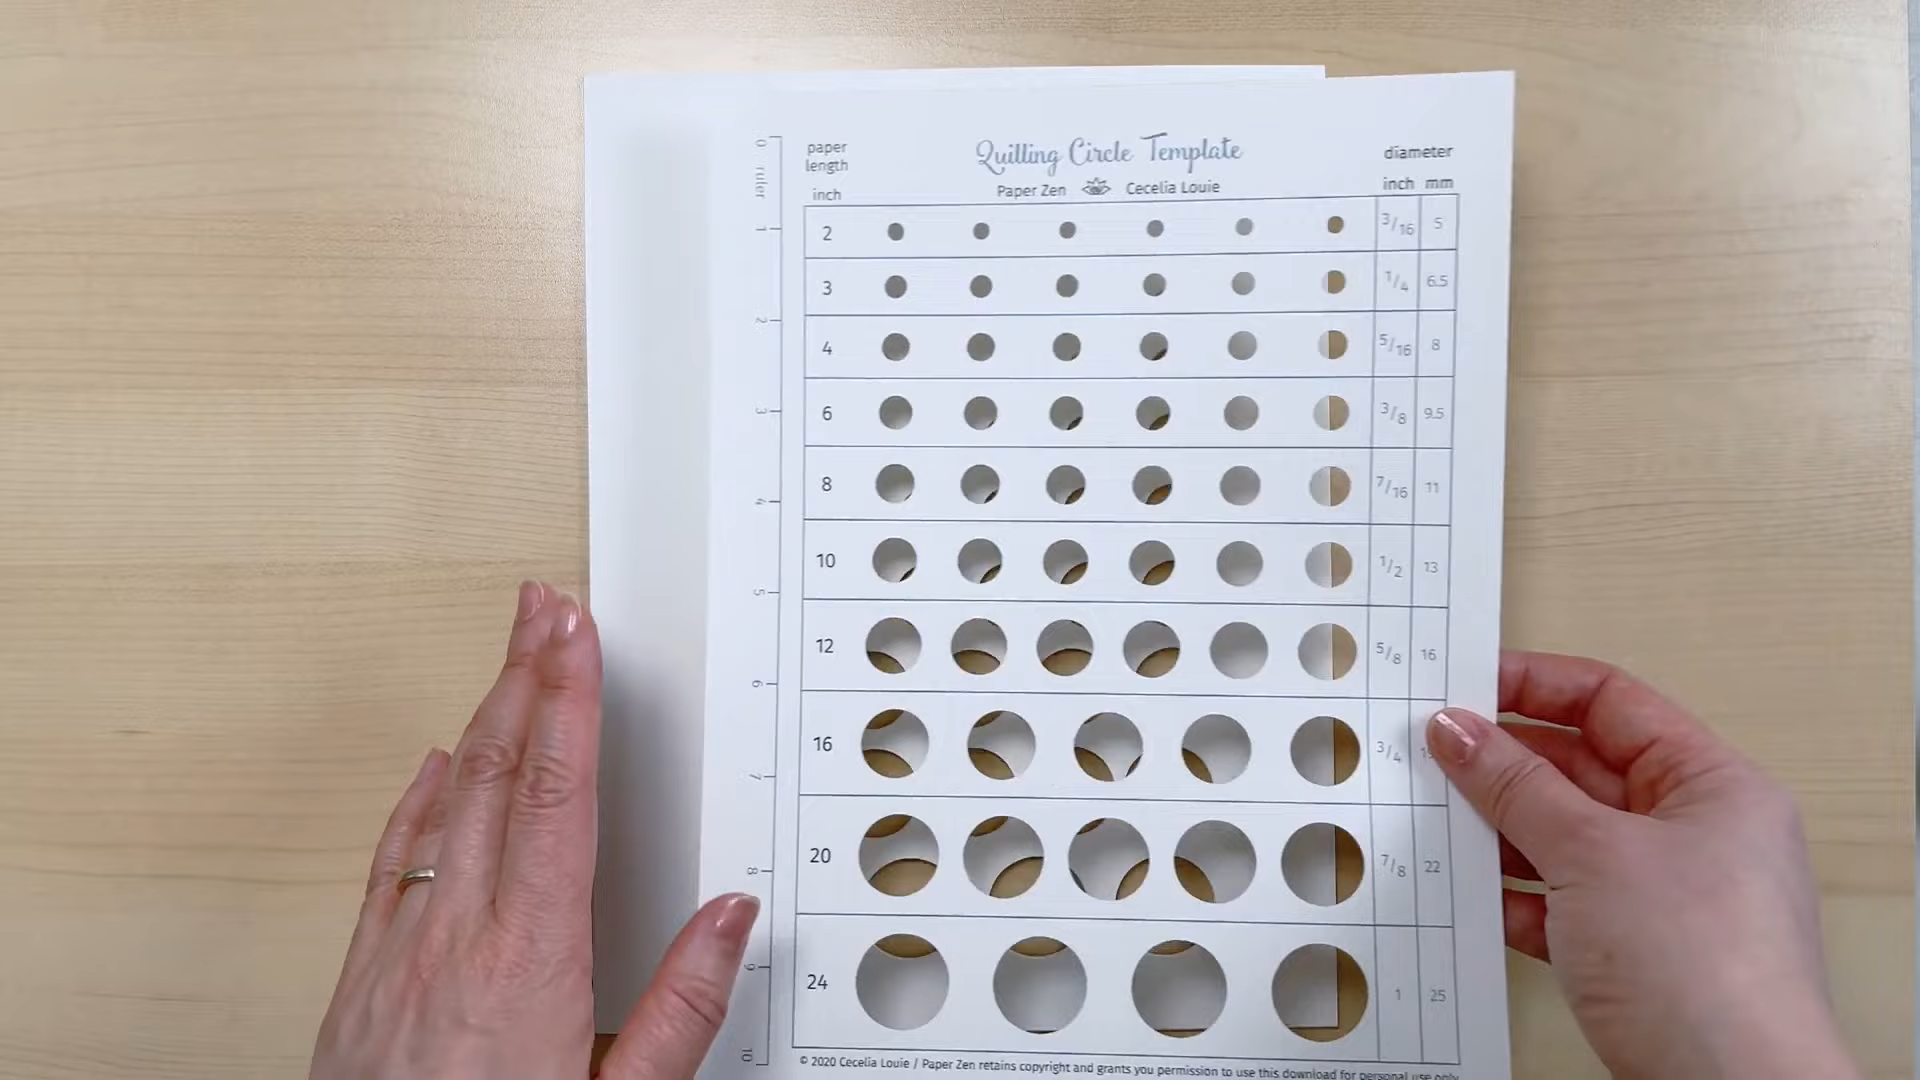 Quilling Circle Template
Paper Zen Cecelia Louie
paper length inch
diameter inch mm
2 3/16 5
3 1/4 6.5
4 5/16 8
6 3/8 9.5
8 7/16 11
10 1/2 13
12 5/8 16
16 3/4
20 7/8 22
24 1 25
0 ruler 1 2 3 4 5 6 7 8 9 10
© 2020 Cecelia Louie / Paper Zen retains copyright and grants you permission to use this download for personal use only